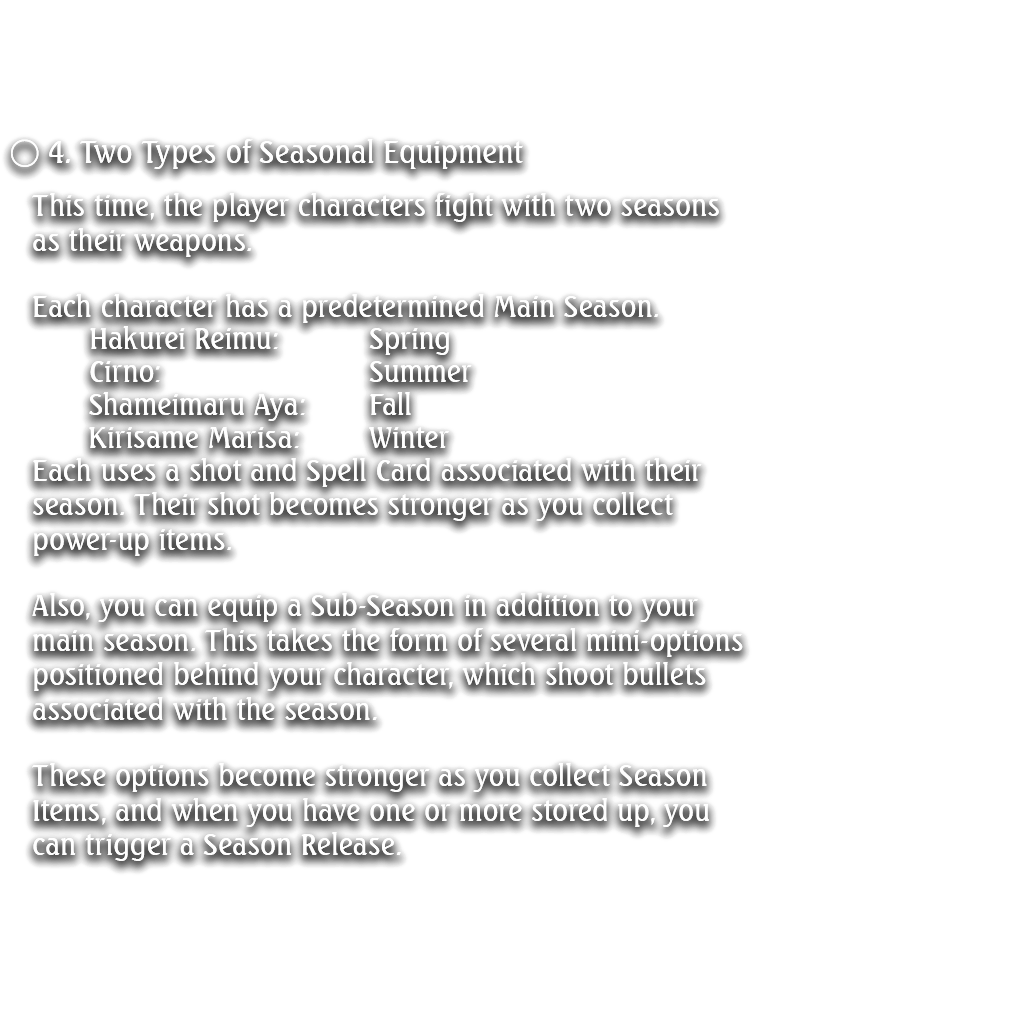 4. Two Types of Seasonal Equipment
This time, the player characters fight with two seasons
as their weapons.
Each character has a predetermined Main Season.
Hakurei Reimu: Spring
Cirno: Summer
Shameimaru Aya: Fall
Kirisame Marisa: Winter
Each uses a shot and Spell Card associated with their
season. Their shot becomes stronger as you collect
power-up items.
Also, you can equip a Sub-Season in addition to your
main season. This takes the form of several mini-options
positioned behind your character, which shoot bullets
associated with the season.
These options become stronger as you collect Season
Items, and when you have one or more stored up, you
can trigger a Season Release.